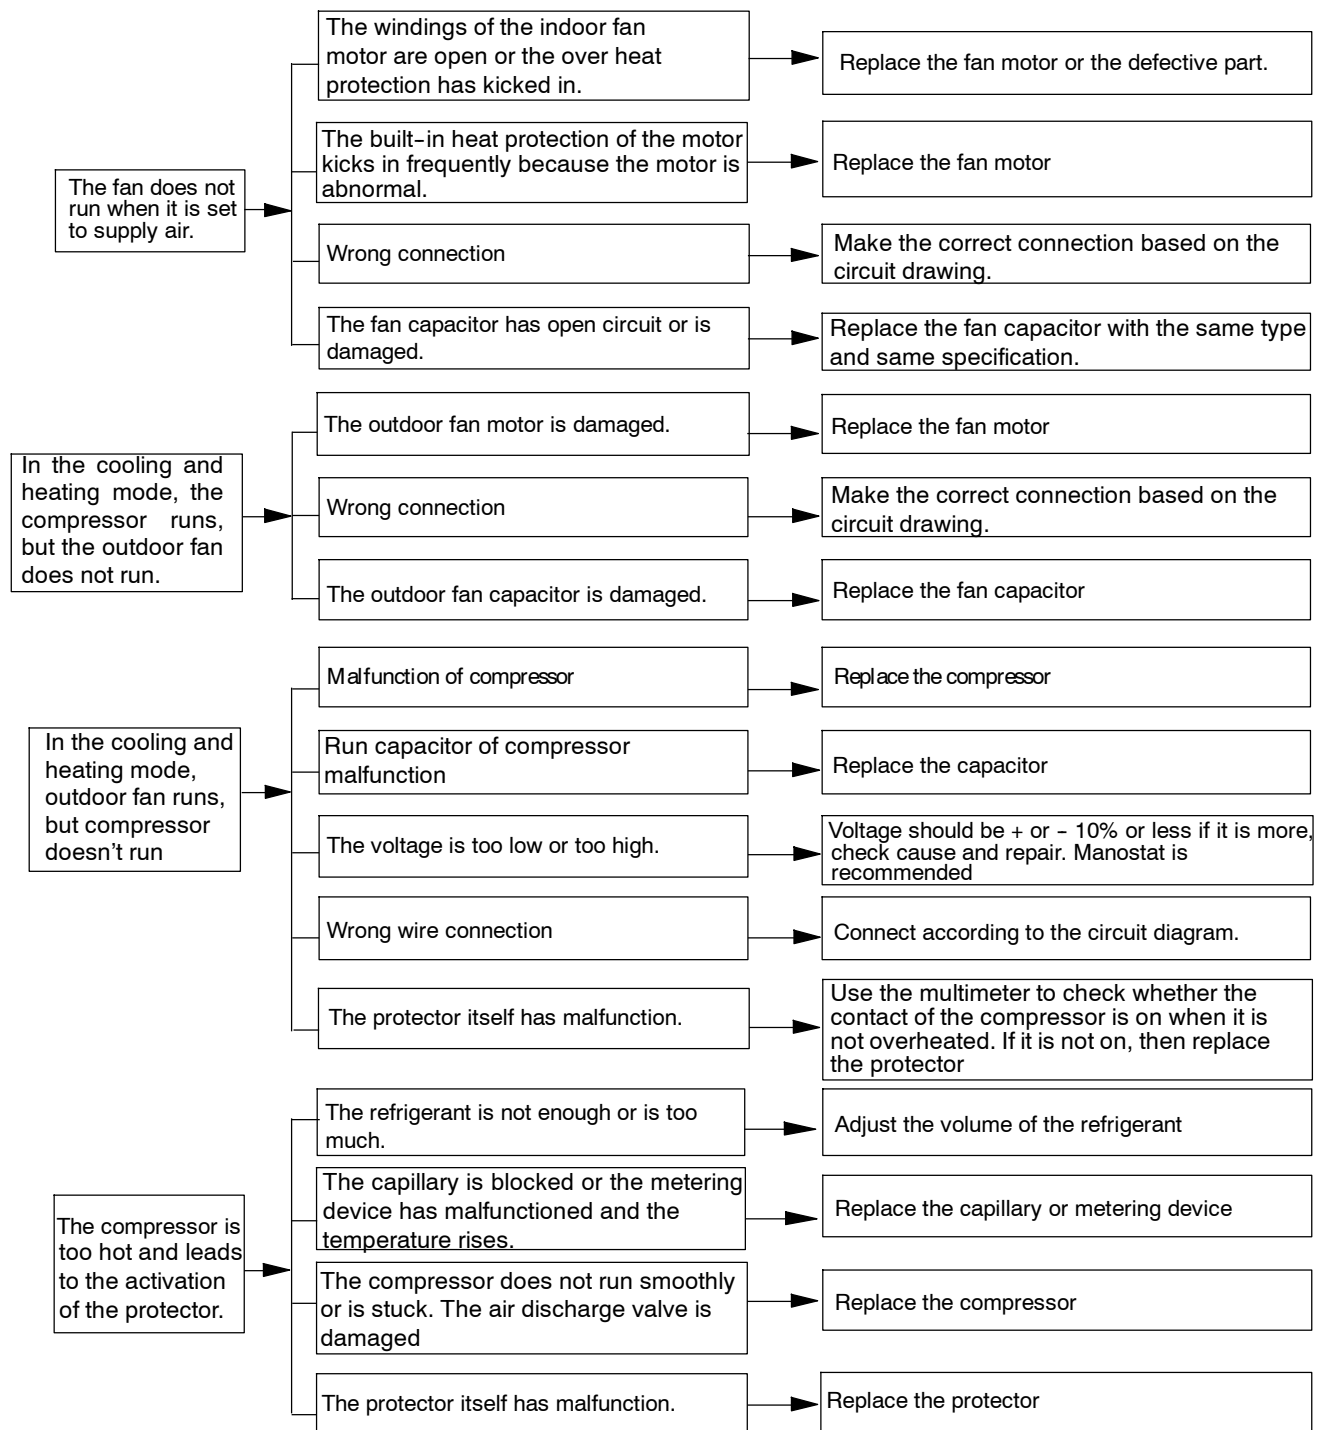 The fan does not
run when it is set
to supply air.
The windings of the indoor fan
motor are open or the over heat
protection has kicked in.
Replace the fan motor or the defective part.
The built-in heat protection of the motor
kicks in frequently because the motor is
abnormal.
Replace the fan motor
Wrong connection
Make the correct connection based on the
circuit drawing.
The fan capacitor has open circuit or is
damaged.
Replace the fan capacitor with the same type
and same specification.
In the cooling and
heating mode, the
compressor runs,
but the outdoor fan
does not run.
The outdoor fan motor is damaged.
Replace the fan motor
Wrong connection
Make the correct connection based on the
circuit drawing.
The outdoor fan capacitor is damaged.
Replace the fan capacitor
In the cooling and
heating mode,
outdoor fan runs,
but compressor
doesn't run
Malfunction of compressor
Replace the compressor
Run capacitor of compressor
malfunction
Replace the capacitor
The voltage is too low or too high.
Voltage should be + or - 10% or less if it is more,
check cause and repair. Manostat is
recommended
Wrong wire connection
Connect according to the circuit diagram.
The protector itself has malfunction.
Use the multimeter to check whether the
contact of the compressor is on when it is
not overheated. If it is not on, then replace
the protector
The compressor is
too hot and leads
to the activation
of the protector.
The refrigerant is not enough or is too
much.
Adjust the volume of the refrigerant
The capillary is blocked or the metering
device has malfunctioned and the
temperature rises.
Replace the capillary or metering device
The compressor does not run smoothly
or is stuck. The air discharge valve is
damaged
Replace the compressor
The protector itself has malfunction.
Replace the protector